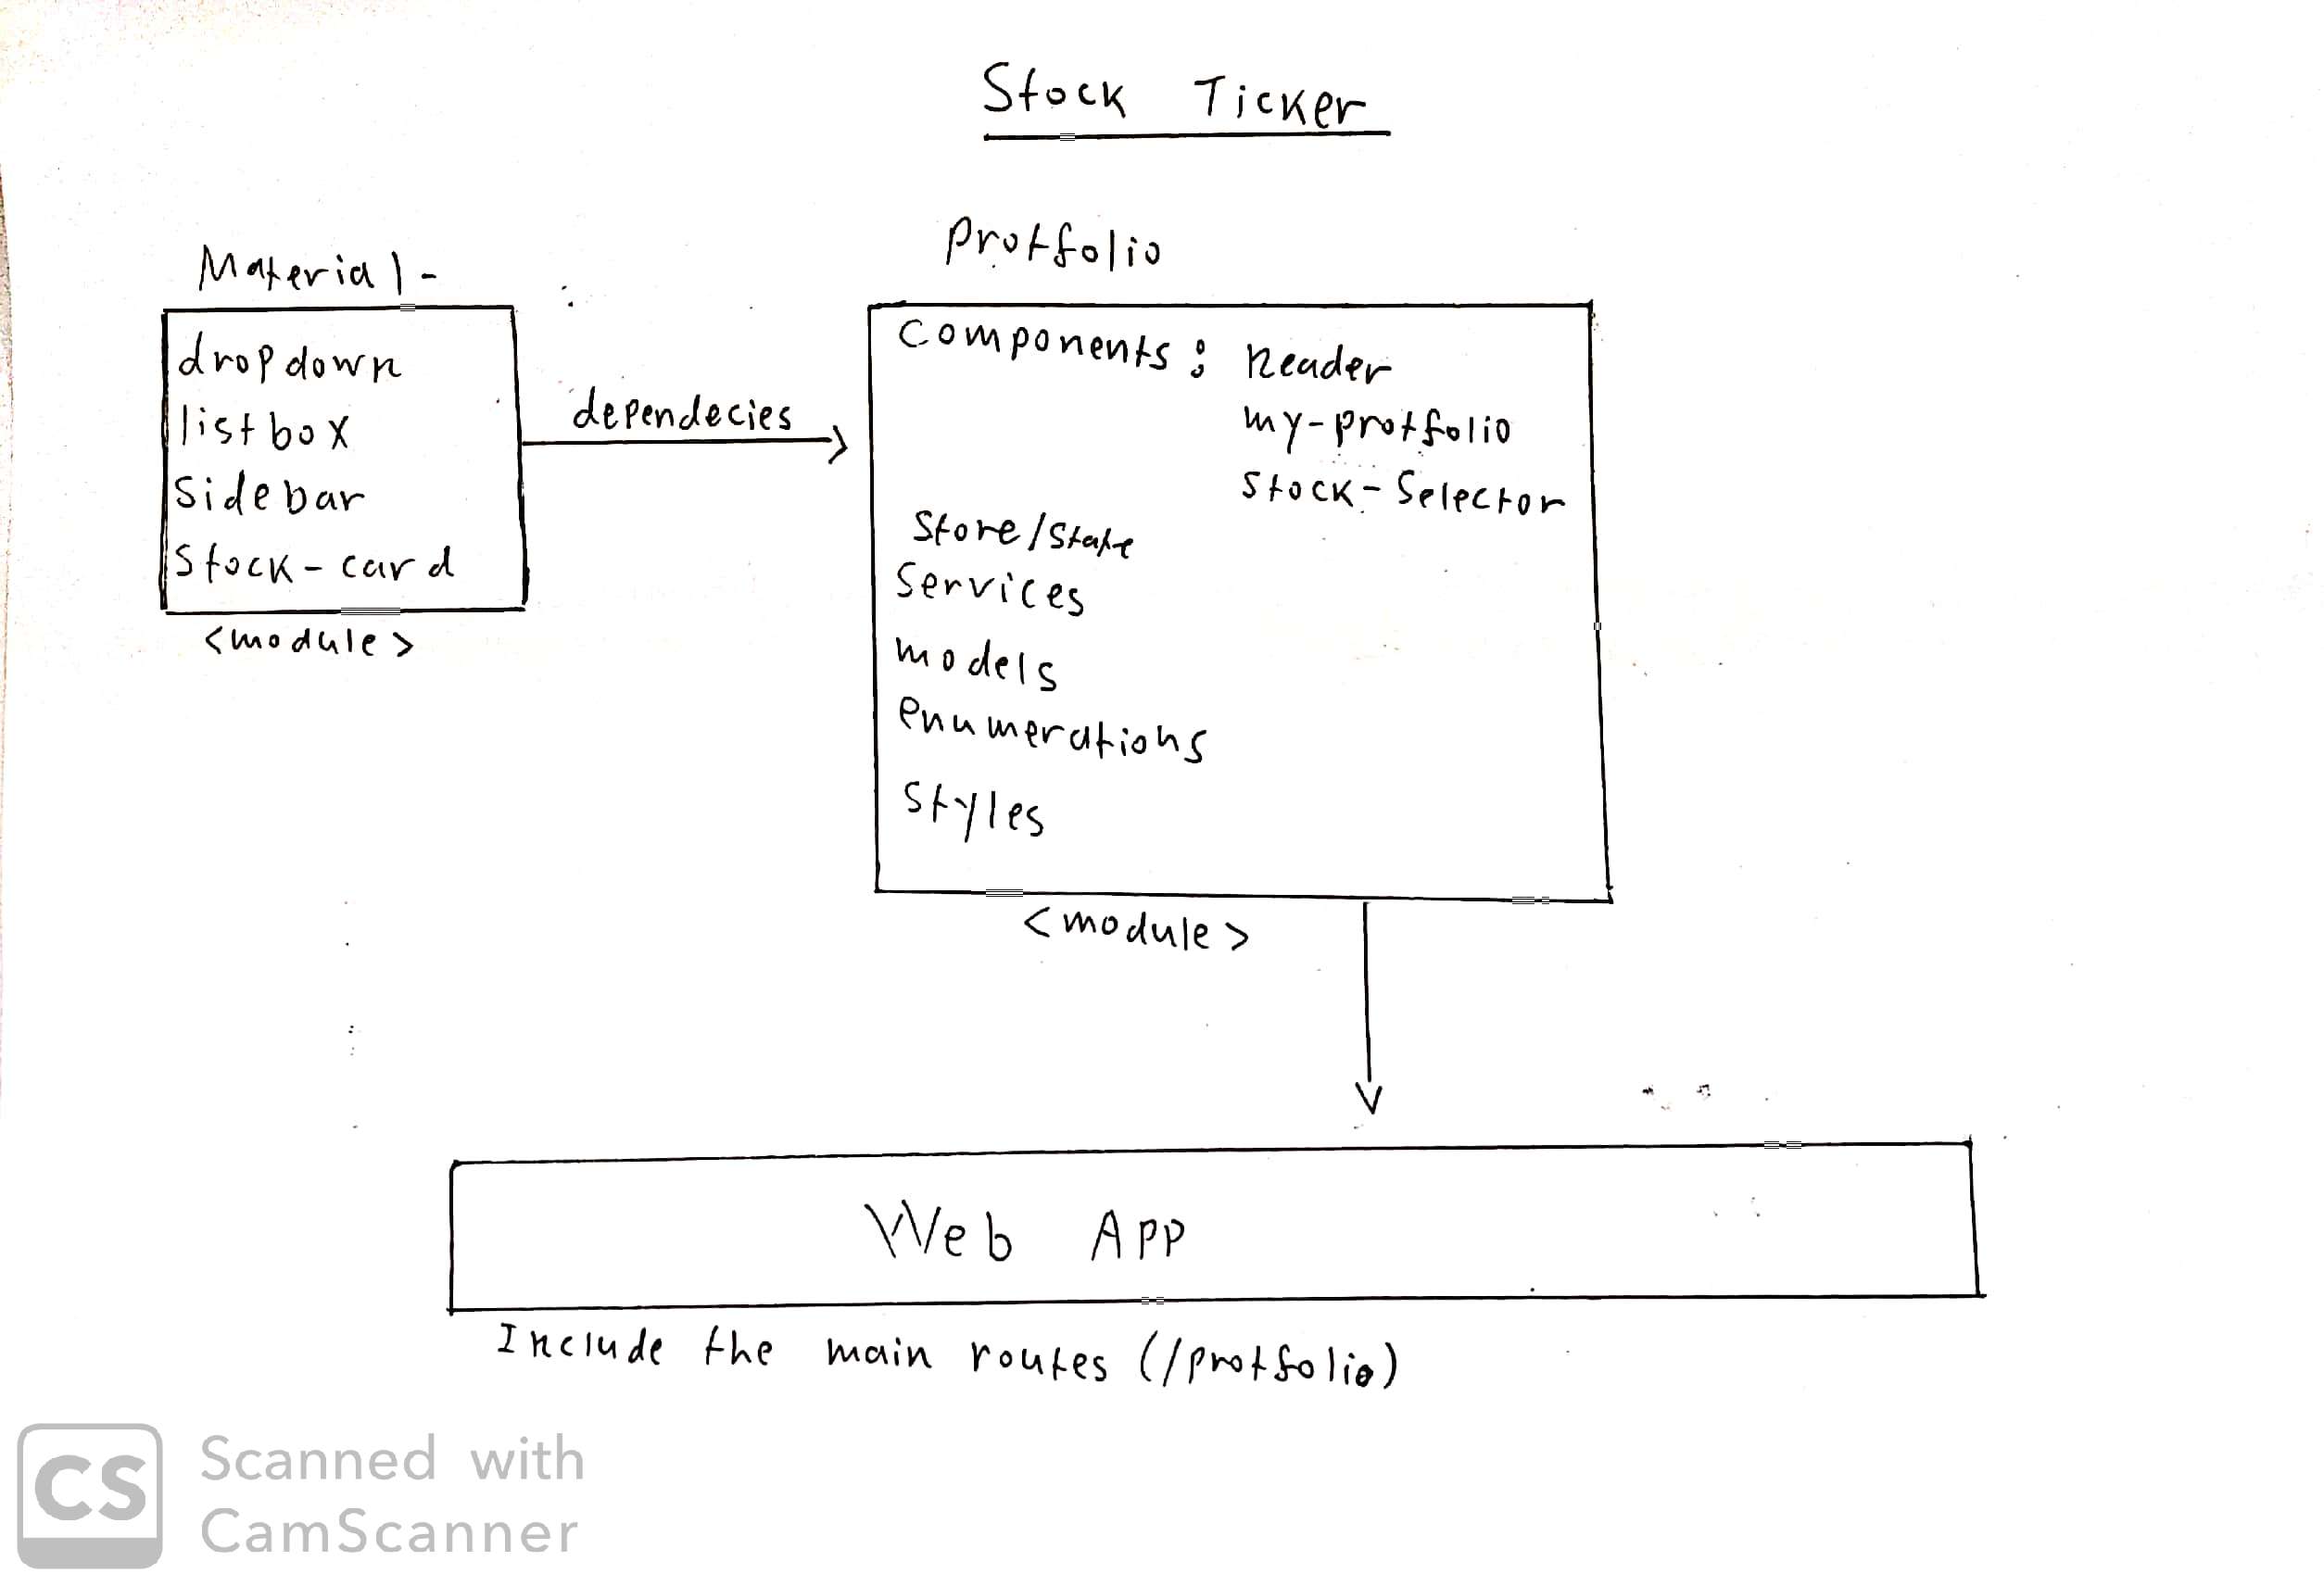 Stock Ticker
Material-
dropdown
listbox
Sidebar
Stock-card
<module>
dependecies
Protfolio
Components: header
my-protfolio
Stock-Selector
Store/State
Services
models
enumerations
Styles
<module>
Web App
Include the main routes (/protfolio)
CS
Scanned with
CamScanner